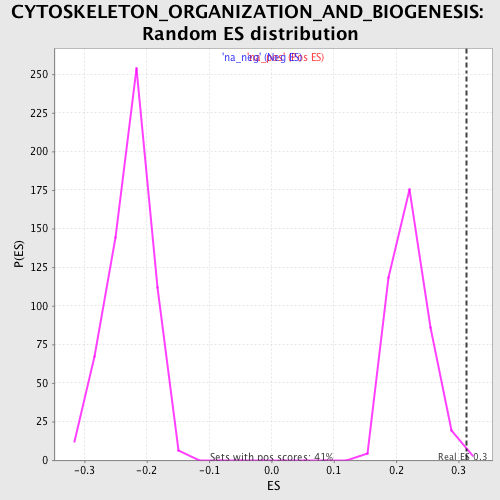 CYTOSKELETON_ORGANIZATION_AND_BIOGENESIS:
Random ES distribution
'na_neg' (Neg ES)
Pos ES)
250
225
200
175
150
125
100
75
50
25
0
P(ES)
Sets with pos scores: 41%
Real ES 0.3
-0.3 -0.2 -0.1 0.0 0.1 0.2 0.3
ES